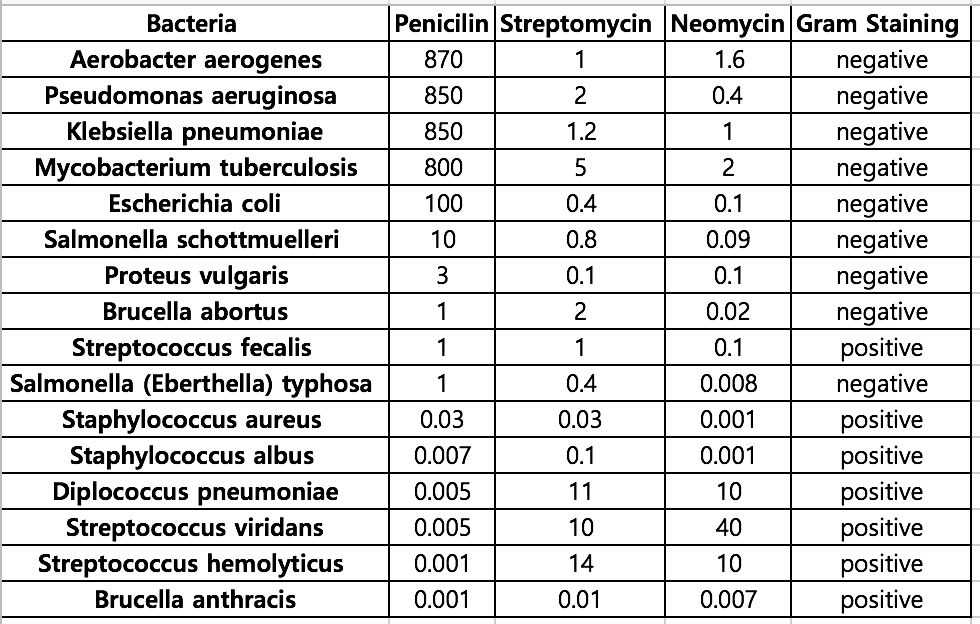 Bacteria Penicilin Streptomycin Neomycin Gram Staining
Aerobacter aerogenes 870 1 1.6 negative
Pseudomonas aeruginosa 850 2 0.4 negative
Klebsiella pneumoniae 850 1.2 1 negative
Mycobacterium tuberculosis 800 5 2 negative
Escherichia coli 100 0.4 0.1 negative
Salmonella schottmuelleri 10 0.8 0.09 negative
Proteus vulgaris 3 0.1 0.1 negative
Brucella abortus 1 2 0.02 negative
Streptococcus fecalis 1 1 0.1 positive
Salmonella (Eberthella) typhosa 1 0.4 0.008 negative
Staphylococcus aureus 0.03 0.03 0.001 positive
Staphylococcus albus 0.007 0.1 0.001 positive
Diplococcus pneumoniae 0.005 11 10 positive
Streptococcus viridans 0.005 10 40 positive
Streptococcus hemolyticus 0.001 14 10 positive
Brucella anthracis 0.001 0.01 0.007 positive